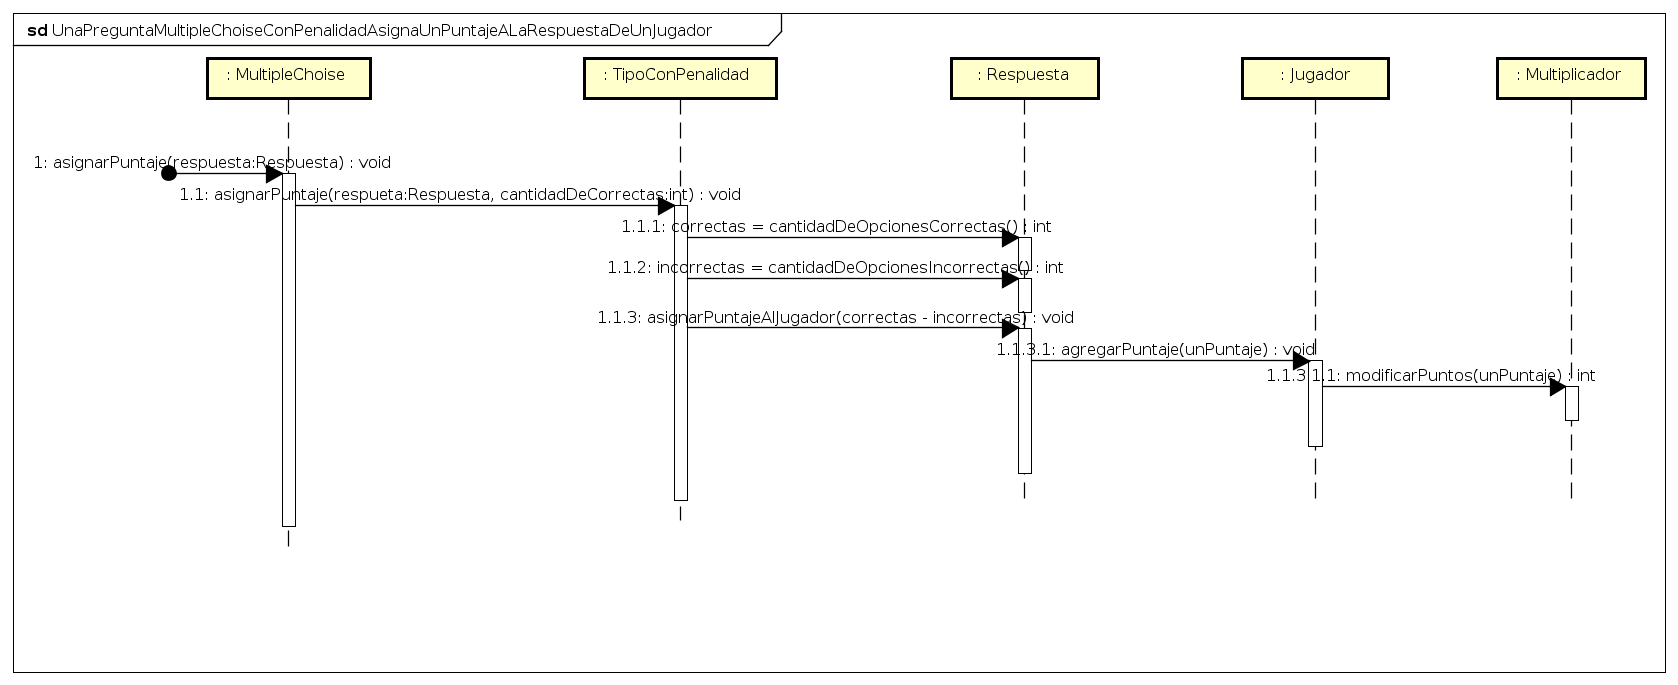 sd UnaPreguntaMultipleChoiseConPenalidadAsignaUnPuntajeALaRespuestaDeUnJugador
: MultipleChoise
: TipoConPenalidad
: Respuesta
: Jugador
: Multiplicador
1: asignarPuntaje(respuesta:Respuesta) : void
1.1: asignarPuntaje(respueta:Respuesta, cantidadDeCorrectas:int) : void
1.1.1: correctas = cantidadDeOpcionesCorrectas() : int
1.1.2: incorrectas = cantidadDeOpcionesIncorrectas() : int
1.1.3: asignarPuntajeAlJugador(correctas - incorrectas) : void
1.1.3.1: agregarPuntaje(unPuntaje) : void
1.1.3.1.1: modificarPuntos(unPuntaje) : int